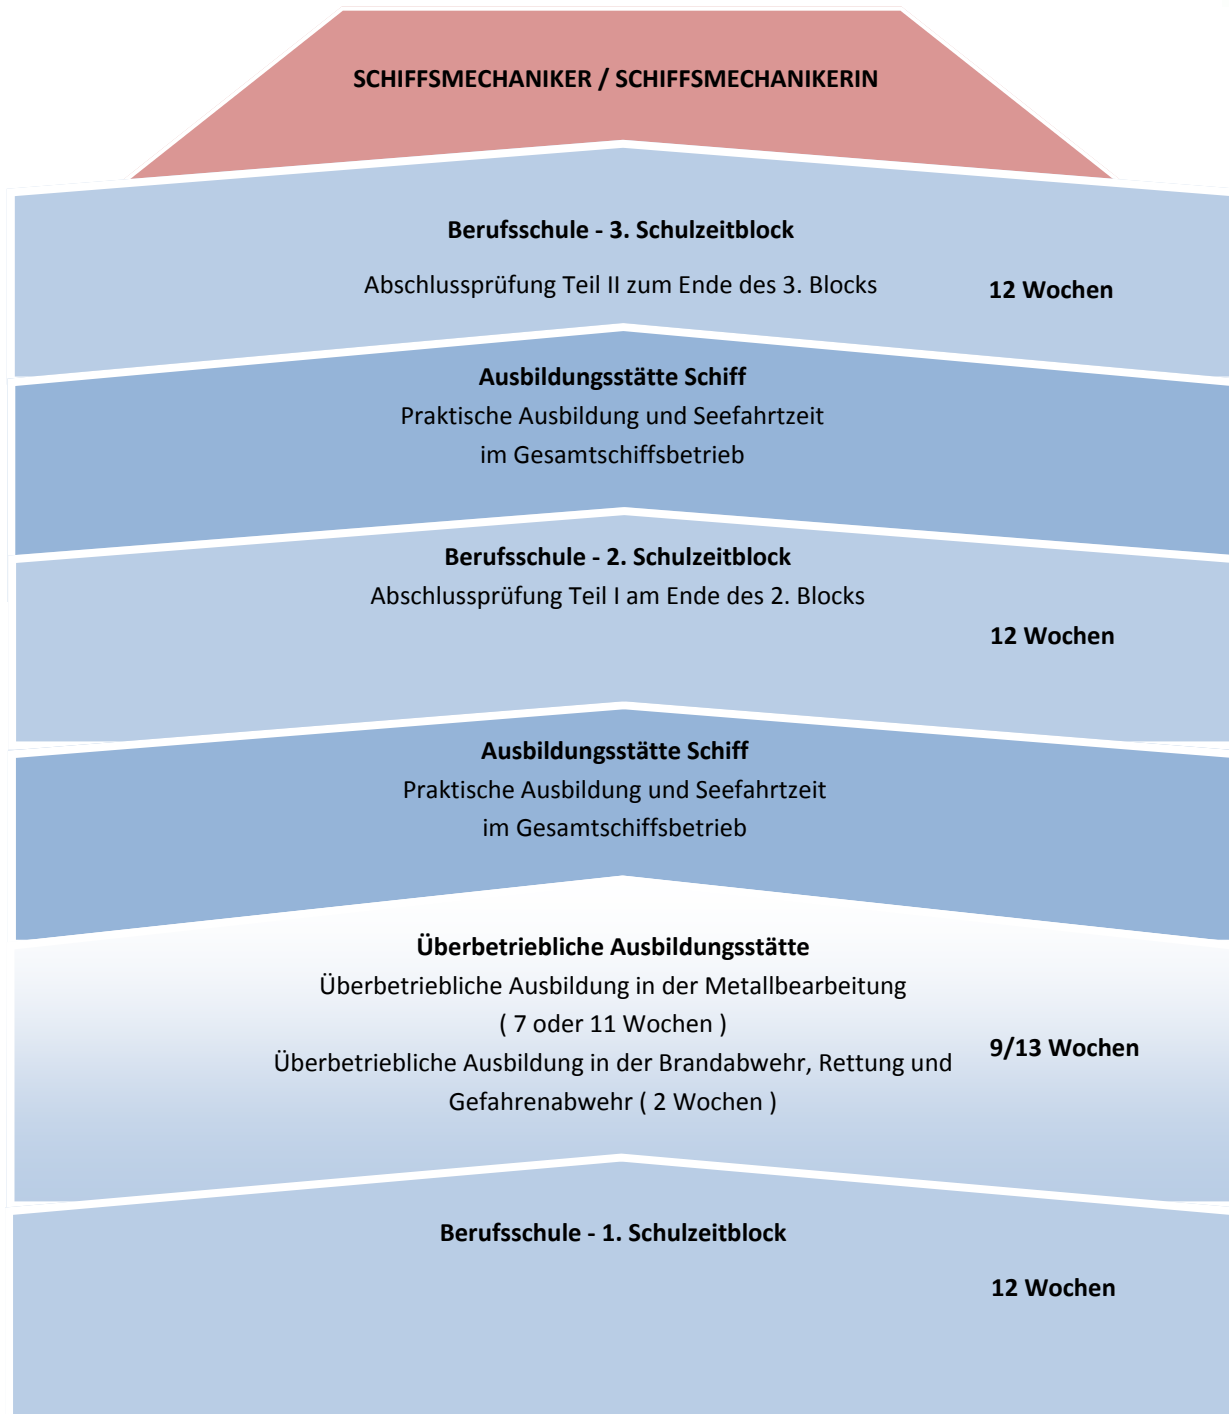 SCHIFFSMECHANIKER / SCHIFFSMECHANIKERIN
Berufsschule - 3. Schulzeitblock
Abschlussprüfung Teil II zum Ende des 3. Blocks
12 Wochen
Ausbildungsstätte Schiff
Praktische Ausbildung und Seefahrtzeit
im Gesamtschiffsbetrieb
Berufsschule - 2. Schulzeitblock
Abschlussprüfung Teil I am Ende des 2. Blocks
12 Wochen
Ausbildungsstätte Schiff
Praktische Ausbildung und Seefahrtzeit
im Gesamtschiffsbetrieb
Überbetriebliche Ausbildungsstätte
Überbetriebliche Ausbildung in der Metallbearbeitung
( 7 oder 11 Wochen )
Überbetriebliche Ausbildung in der Brandabwehr, Rettung und
Gefahrenabwehr ( 2 Wochen )
9/13 Wochen
Berufsschule - 1. Schulzeitblock
12 Wochen